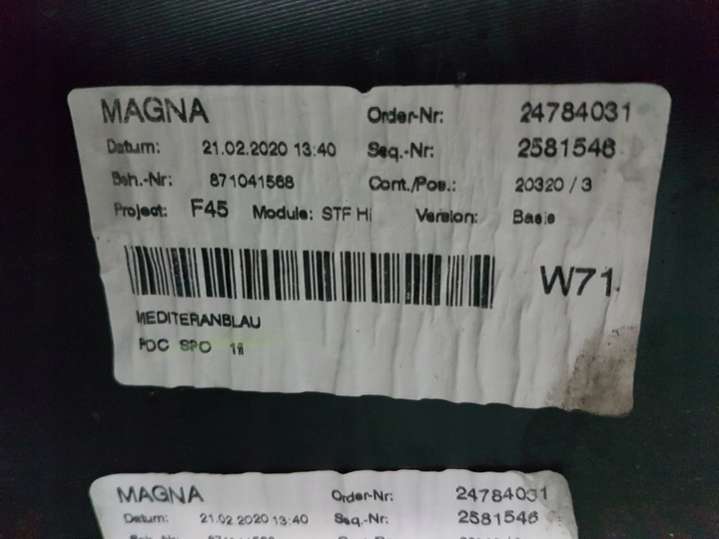 MAGNA Order-Nr: 24784031
Datum: 21.02.2020 13:40 Seq.-Nr: 2581546
Beh.-Nr: 871041568 Cont./Pos.: 20320 / 3
Project: F45 Module: STF Hi Version: Basis
W71
MEDITERANBLAU
PDC SPO
MAGNA Order-Nr: 24784031
Datum: 21.02.2020 13:40 Seq.-Nr: 2581546